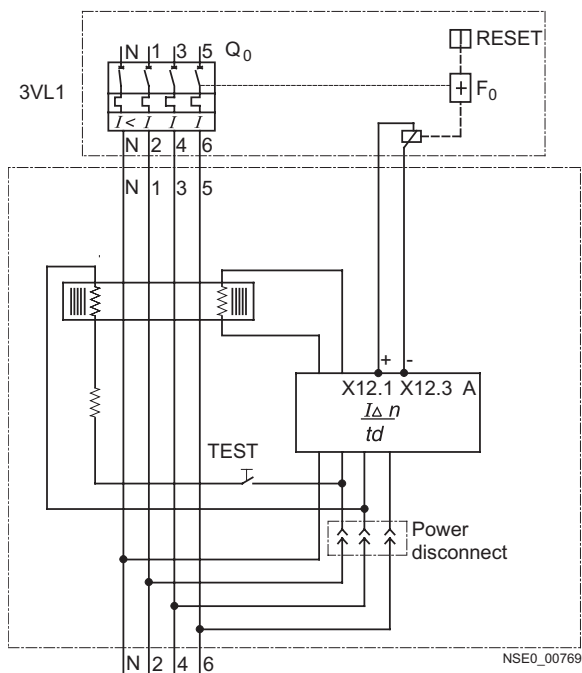 N 1 3 5 Q0
RESET
3VL1
+ F0
I < I I I
N 2 4 6
N 1 3 5
+ -
X12.1 X12.3 A
I∆ n
td
TEST
Power
disconnect
N 2 4 6
NSE0_00769